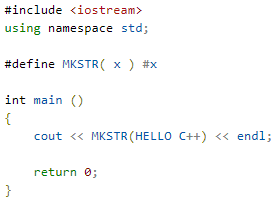 #include <iostream>
using namespace std;
#define MKSTR( x ) #x
int main ()
{
    cout << MKSTR(HELLO C++) << endl;
    return 0;
}